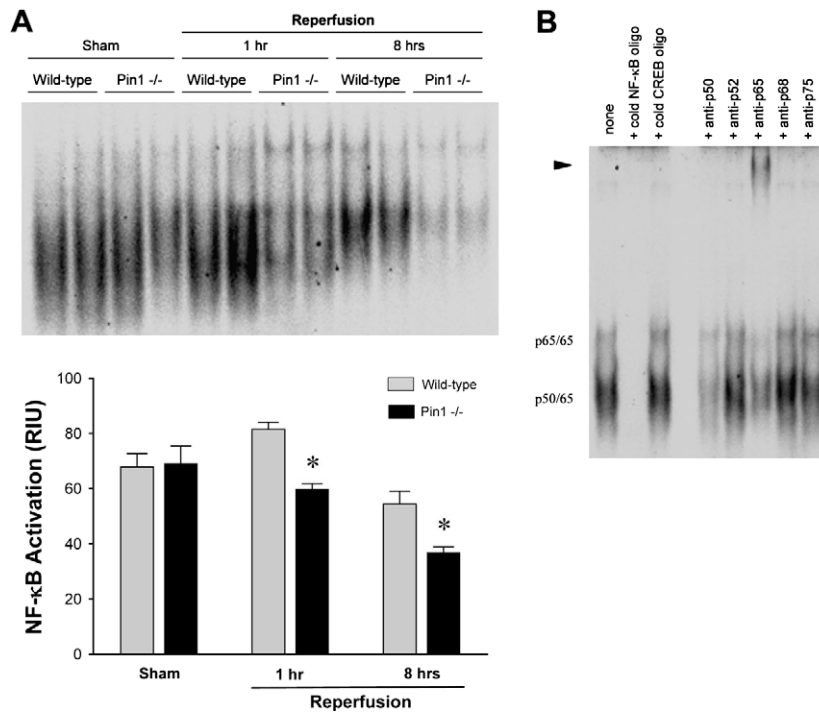 A
Reperfusion
Sham 1 hr 8 hrs
Wild-type Pin1 -/- Wild-type Pin1 -/- Wild-type Pin1 -/-
NF-κB Activation (RIU)
100
80
60
40
20
0
Wild-type
Pin1 -/-
*
*
Sham 1 hr 8 hrs
Reperfusion
B
none
+ cold NF-κB oligo
+ cold CREB oligo
+ anti-p50
+ anti-p52
+ anti-p65
+ anti-p68
+ anti-p75
p65/65
p50/65